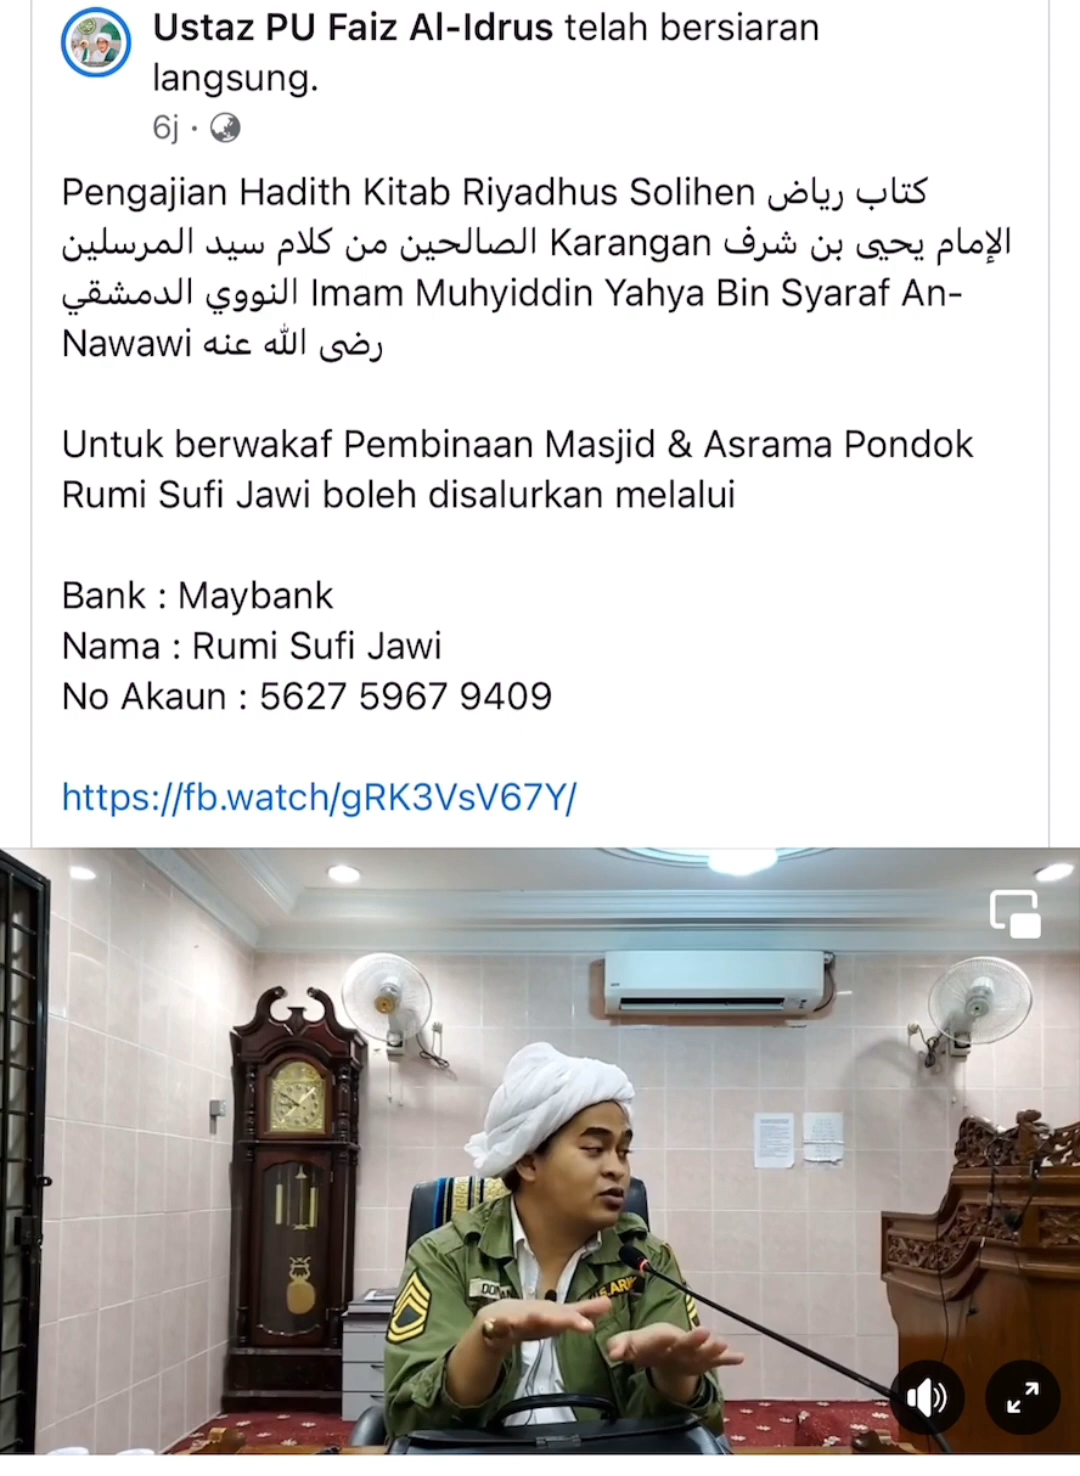 Ustaz PU Faiz Al-Idrus telah bersiaran
langsung.
6j ·
Pengajian Hadith Kitab Riyadhus Solihen كتاب رياض
الصالحين من كلام سيد المرسلين Karangan الإمام يحيى بن شرف
النووي الدمشقي Imam Muhyiddin Yahya Bin Syaraf An-
Nawawi رضى الله عنه
Untuk berwakaf Pembinaan Masjid & Asrama Pondok
Rumi Sufi Jawi boleh disalurkan melalui
Bank : Maybank
Nama : Rumi Sufi Jawi
No Akaun : 5627 5967 9409
https://fb.watch/gRK3VsV67Y/